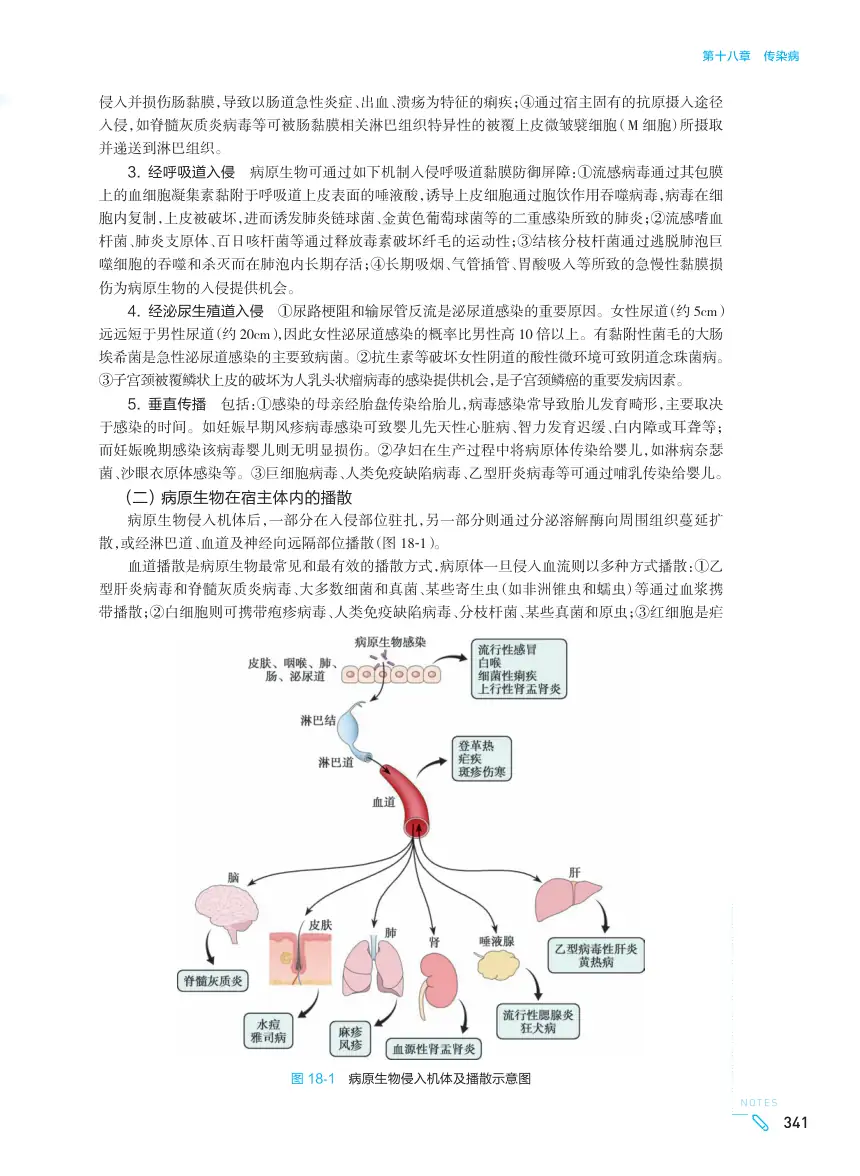 第十八章　传染病
侵入并损伤肠黏膜，导致以肠道急性炎症、出血、溃疡为特征的痢疾；④通过宿主固有的抗原摄入途径
入侵，如脊髓灰质炎病毒等可被肠黏膜相关淋巴组织特异性的被覆上皮微皱襞细胞（M 细胞）所摄取
并递送到淋巴组织。
3. 经呼吸道入侵　病原生物可通过如下机制入侵呼吸道黏膜防御屏障：①流感病毒通过其包膜
上的血细胞凝集素黏附于呼吸道上皮表面的唾液酸，诱导上皮细胞通过胞饮作用吞噬病毒，病毒在细
胞内复制，上皮被破坏，进而诱发肺炎链球菌、金黄色葡萄球菌等的二重感染所致的肺炎；②流感嗜血
杆菌、肺炎支原体、百日咳杆菌等通过释放毒素破坏纤毛的运动性；③结核分枝杆菌通过逃脱肺泡巨
噬细胞的吞噬和杀灭而在肺泡内长期存活；④长期吸烟、气管插管、胃酸吸入等所致的急慢性黏膜损
伤为病原生物的入侵提供机会。
4. 经泌尿生殖道入侵　①尿路梗阻和输尿管反流是泌尿道感染的重要原因。女性尿道（约 5cm）
远远短于男性尿道（约 20cm），因此女性泌尿道感染的概率比男性高 10 倍以上。有黏附性菌毛的大肠
埃希菌是急性泌尿道感染的主要致病菌。②抗生素等破坏女性阴道的酸性微环境可致阴道念珠菌病。
③子宫颈被覆鳞状上皮的破坏为人乳头状瘤病毒的感染提供机会，是子宫颈鳞癌的重要发病因素。
5. 垂直传播　包括：①感染的母亲经胎盘传染给胎儿，病毒感染常导致胎儿发育畸形，主要取决
于感染的时间。如妊娠早期风疹病毒感染可致婴儿先天性心脏病、智力发育迟缓、白内障或耳聋等；
而妊娠晚期感染该病毒婴儿则无明显损伤。②孕妇在生产过程中将病原体传染给婴儿，如淋病奈瑟
菌、沙眼衣原体感染等。③巨细胞病毒、人类免疫缺陷病毒、乙型肝炎病毒等可通过哺乳传染给婴儿。
（二）病原生物在宿主体内的播散
病原生物侵入机体后，一部分在入侵部位驻扎，另一部分则通过分泌溶解酶向周围组织蔓延扩
散，或经淋巴道、血道及神经向远隔部位播散（图 18-1）。
血道播散是病原生物最常见和最有效的播散方式，病原体一旦侵入血流则以多种方式播散：①乙
型肝炎病毒和脊髓灰质炎病毒、大多数细菌和真菌、某些寄生虫（如非洲锥虫和蠕虫）等通过血浆携
带播散；②白细胞则可携带疱疹病毒、人类免疫缺陷病毒、分枝杆菌、某些真菌和原虫；③红细胞是疟
病原生物感染
皮肤、咽喉、肺、
肠、泌尿道
流行性感冒
白喉
细菌性痢疾
上行性肾盂肾炎
淋巴结
淋巴道
登革热
疟疾
斑疹伤寒
血道
脑
皮肤
肺
肾
唾液腺
肝
脊髓灰质炎
水痘
雅司病
麻疹
风疹
血源性肾盂肾炎
流行性腮腺炎
狂犬病
乙型病毒性肝炎
黄热病
图 18-1　病原生物侵入机体及播散示意图
NOTES
341